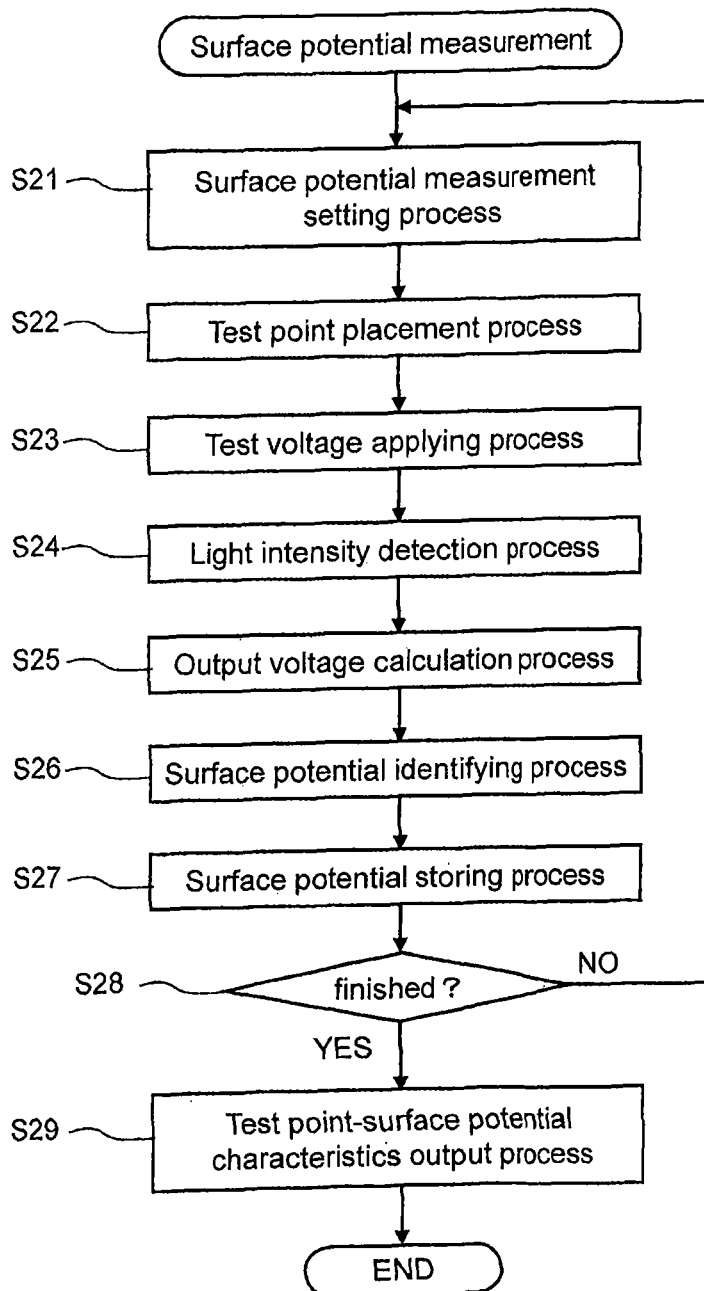 Surface potential measurement
S21
Surface potential measurement
setting process
S22
Test point placement process
S23
Test voltage applying process
S24
Light intensity detection process
S25
Output voltage calculation process
S26
Surface potential identifying process
S27
Surface potential storing process
S28
finished ?
NO
YES
S29
Test point-surface potential
characteristics output process
END